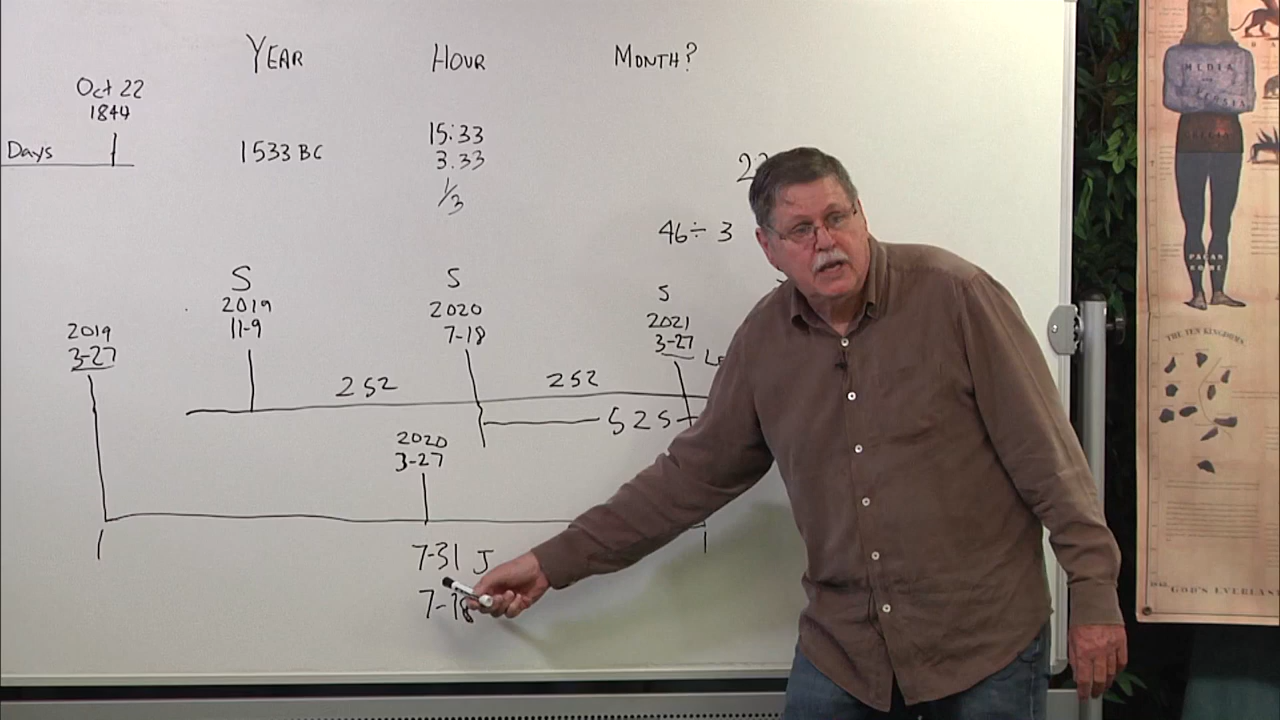 YEAR HOUR MONTH?
Oct 22
1844
Days
1533 BC
15:33
3.33
1/3
46 ÷ 3
S
2019
11-9
S
2020
7-18
S
2021
3-27
2019
3-27
252
252
525
2020
3-27
7-31 J
7-18
MEDIA
THE TEN KINGDOMS
PAGAN
ROME
GOD'S EVERLAST